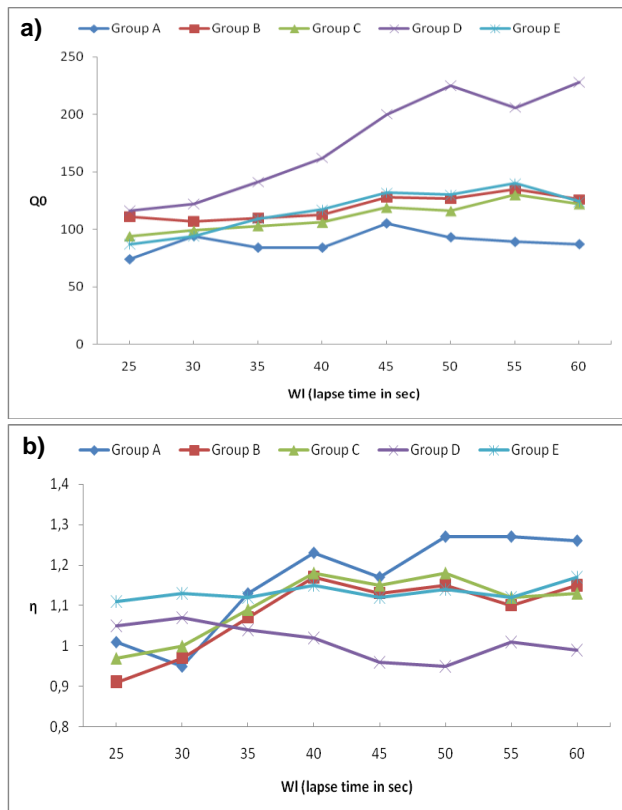 a)
Group A Group B Group C Group D Group E
250
200
150
100
50
0
Q0
25 30 35 40 45 50 55 60
Wl (lapse time in sec)
b)
Group A Group B Group C Group D Group E
1,4
1,3
1,2
1,1
1
0,9
0,8
η
25 30 35 40 45 50 55 60
Wl (lapse time in sec)